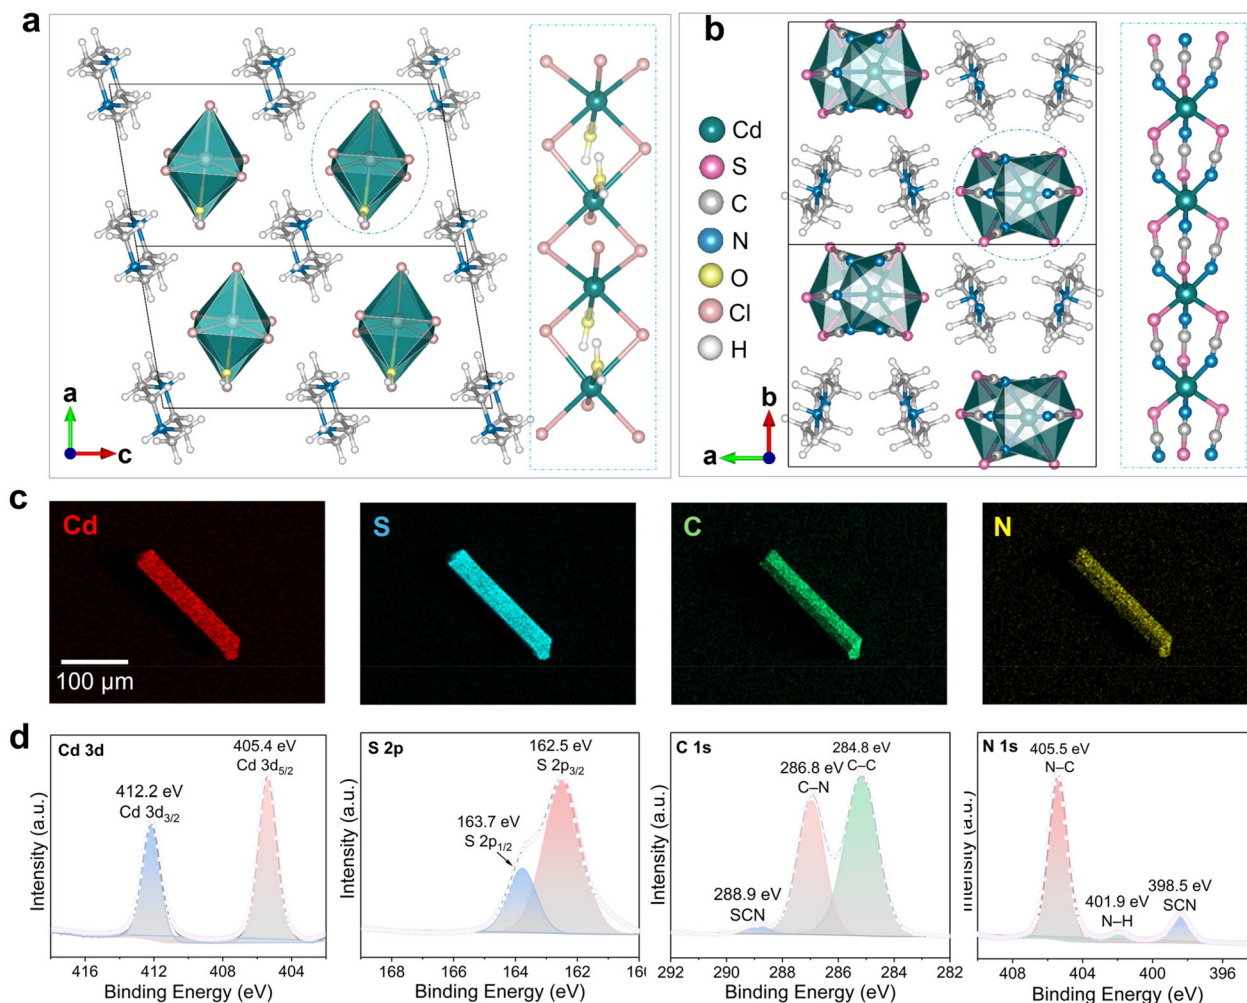 a
a
c
b
Cd
S
C
N
O
Cl
H
b
a
c
Cd
100 µm
S
C
N
d
Cd 3d
405.4 eV
Cd 3d5/2
412.2 eV
Cd 3d3/2
Intensity (a.u.)
416 412 408 404
Binding Energy (eV)
S 2p
162.5 eV
S 2p3/2
163.7 eV
S 2p1/2
Intensity (a.u.)
168 166 164 162 160
Binding Energy (eV)
C 1s
284.8 eV
C–C
286.8 eV
C–N
288.9 eV
SCN
Intensity (a.u.)
292 290 288 286 284 282
Binding Energy (eV)
N 1s
405.5 eV
N–C
401.9 eV
N–H
398.5 eV
SCN
Intensity (a.u.)
408 404 400 396
Binding Energy (eV)